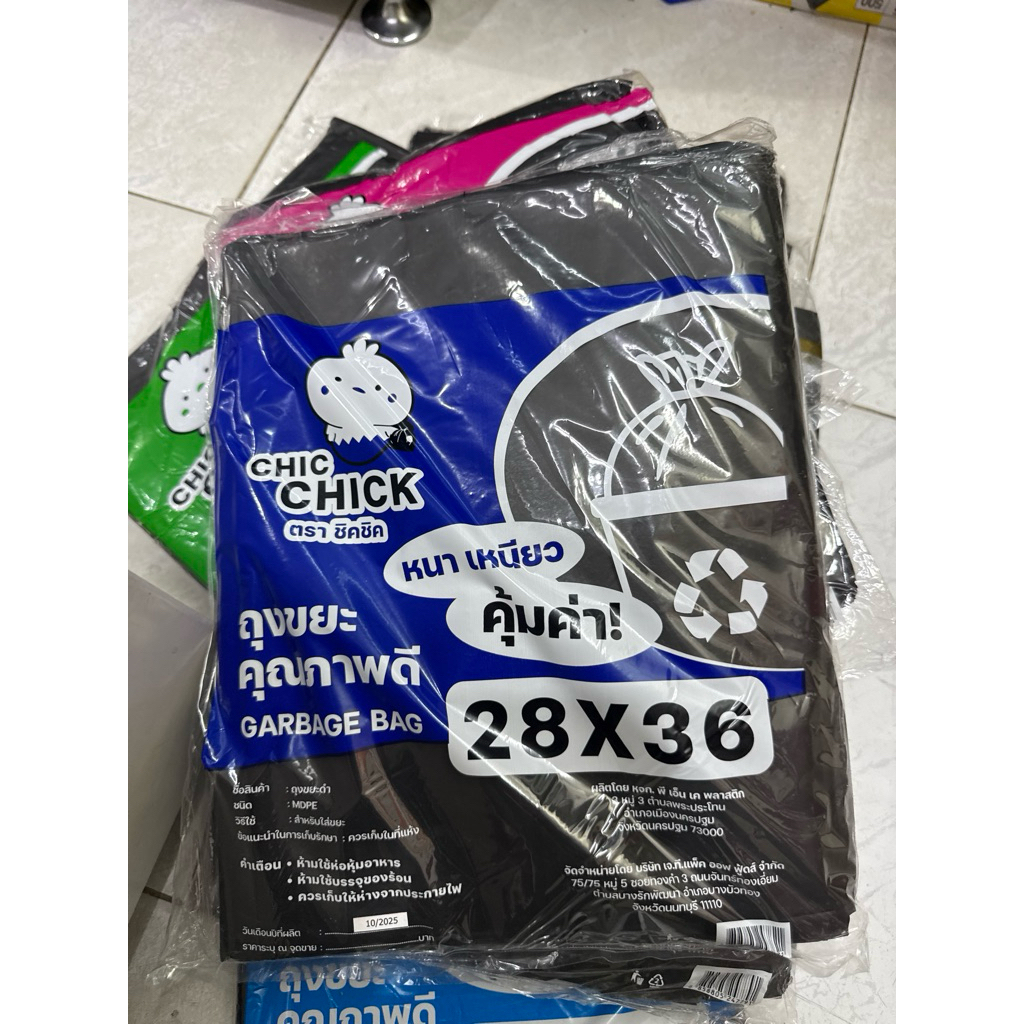 CHIC
CHICK
ตรา ชิคชิค
หนา เหนียว
คุ้มค่า!
ถุงขยะ
คุณภาพดี
GARBAGE BAG
28X36
ชื่อสินค้า : ถุงขยะดำ
ชนิด : MDPE
วิธีใช้ : สำหรับใส่ขยะ
ข้อแนะนำในการเก็บรักษา : ควรเก็บในที่แห้ง
คำเตือน • ห้ามใช้ห่อหุ้มอาหาร
• ห้ามใช้บรรจุของร้อน
• ควรเก็บให้ห่างจากประกายไฟ
วันเดือนปีที่ผลิต : 10/2025
ราคาระบุ ณ จุดขาย : บาท
ผลิตโดย หจก. พี เอ็น เค พลาสติก
หมู่ 3 ตำบลพระประโทน
อำเภอเมืองนครปฐม
จังหวัดนครปฐม 73000
จัดจำหน่ายโดย บริษัท เจ.ที.แพ็ค ออฟ ฟู้ดส์ จำกัด
75/75 หมู่ 5 ซอยทองคำ 3 ถนนจันทร์ทองเอี่ยม
ตำบลบางรักพัฒนา อำเภอบางบัวทอง
จังหวัดนนทบุรี 11110
ถุงขยะ
คุณภาพดี